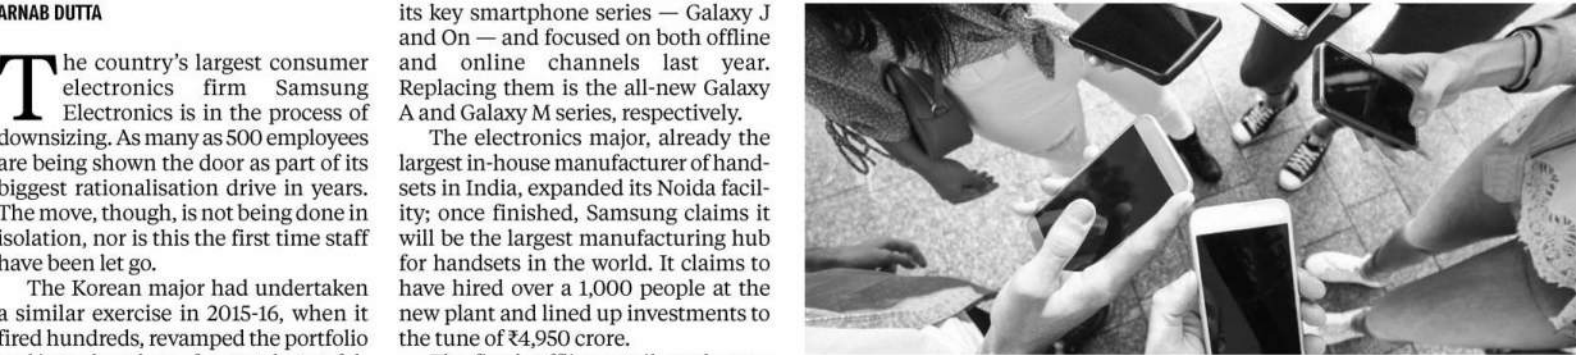 ARNAB DUTTA
The country's largest consumer
electronics firm Samsung
Electronics is in the process of
downsizing. As many as 500 employees
are being shown the door as part of its
biggest rationalisation drive in years.
The move, though, is not being done in
isolation, nor is this the first time staff
have been let go.
The Korean major had undertaken
a similar exercise in 2015-16, when it
fired hundreds, revamped the portfolio
its key smartphone series — Galaxy J
and On — and focused on both offline
and online channels last year.
Replacing them is the all-new Galaxy
A and Galaxy M series, respectively.
The electronics major, already the
largest in-house manufacturer of hand-
sets in India, expanded its Noida facil-
ity; once finished, Samsung claims it
will be the largest manufacturing hub
for handsets in the world. It claims to
have hired over a 1,000 people at the
new plant and lined up investments to
the tune of ₹4,950 crore.